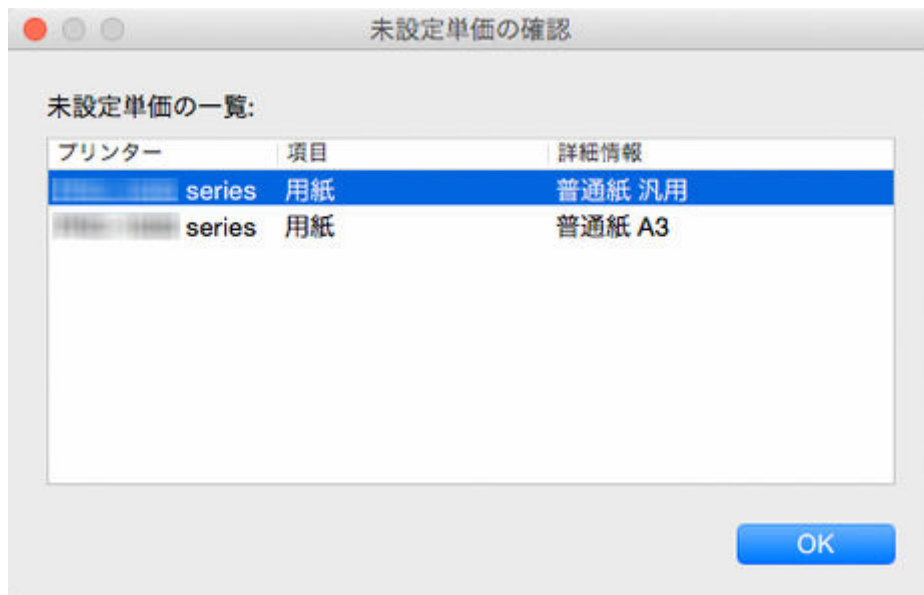 未設定単価の確認
未設定単価の一覧:
プリンター 項目 詳細情報
series 用紙 普通紙 汎用
series 用紙 普通紙 A3
OK